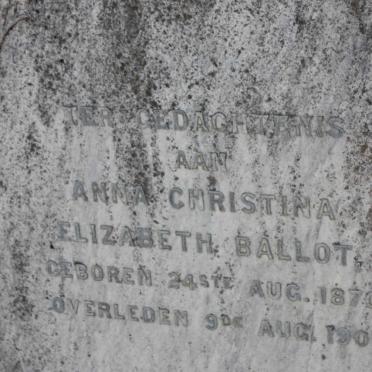 TER GEDACHTENIS
AAN
ANNA CHRISTINA
ELIZABETH BALLOT,
GEBOREN 24STE AUG. 187
OVERLEDEN 9DE AUG. 190